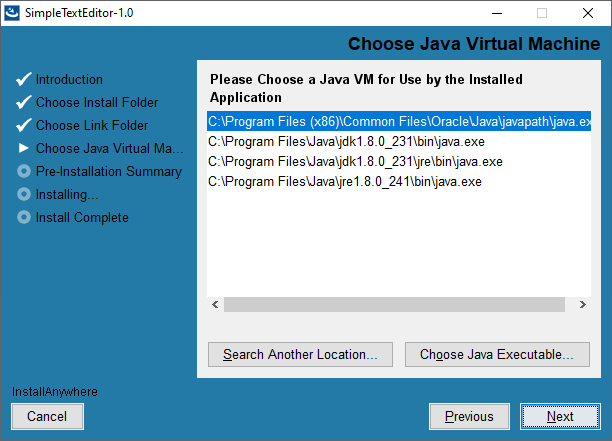 SimpleTextEditor-1.0
Choose Java Virtual Machine
Introduction
Choose Install Folder
Choose Link Folder
Choose Java Virtual Ma...
Pre-Installation Summary
Installing...
Install Complete
Please Choose a Java VM for Use by the Installed
Application
C:\Program Files (x86)\Common Files\Oracle\Java\javapath\java.ex
C:\Program Files\Java\jdk1.8.0_231\bin\java.exe
C:\Program Files\Java\jdk1.8.0_231\jre\bin\java.exe
C:\Program Files\Java\jre1.8.0_241\bin\java.exe
Search Another Location...
Choose Java Executable...
InstallAnywhere
Cancel
Previous
Next